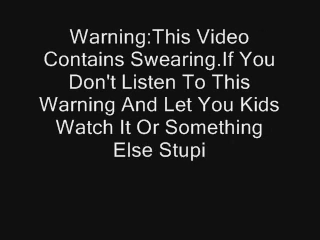 Warning:This Video
Contains Swearing.If You
Don't Listen To This
Warning And Let You Kids
Watch It Or Something
Else Stupi